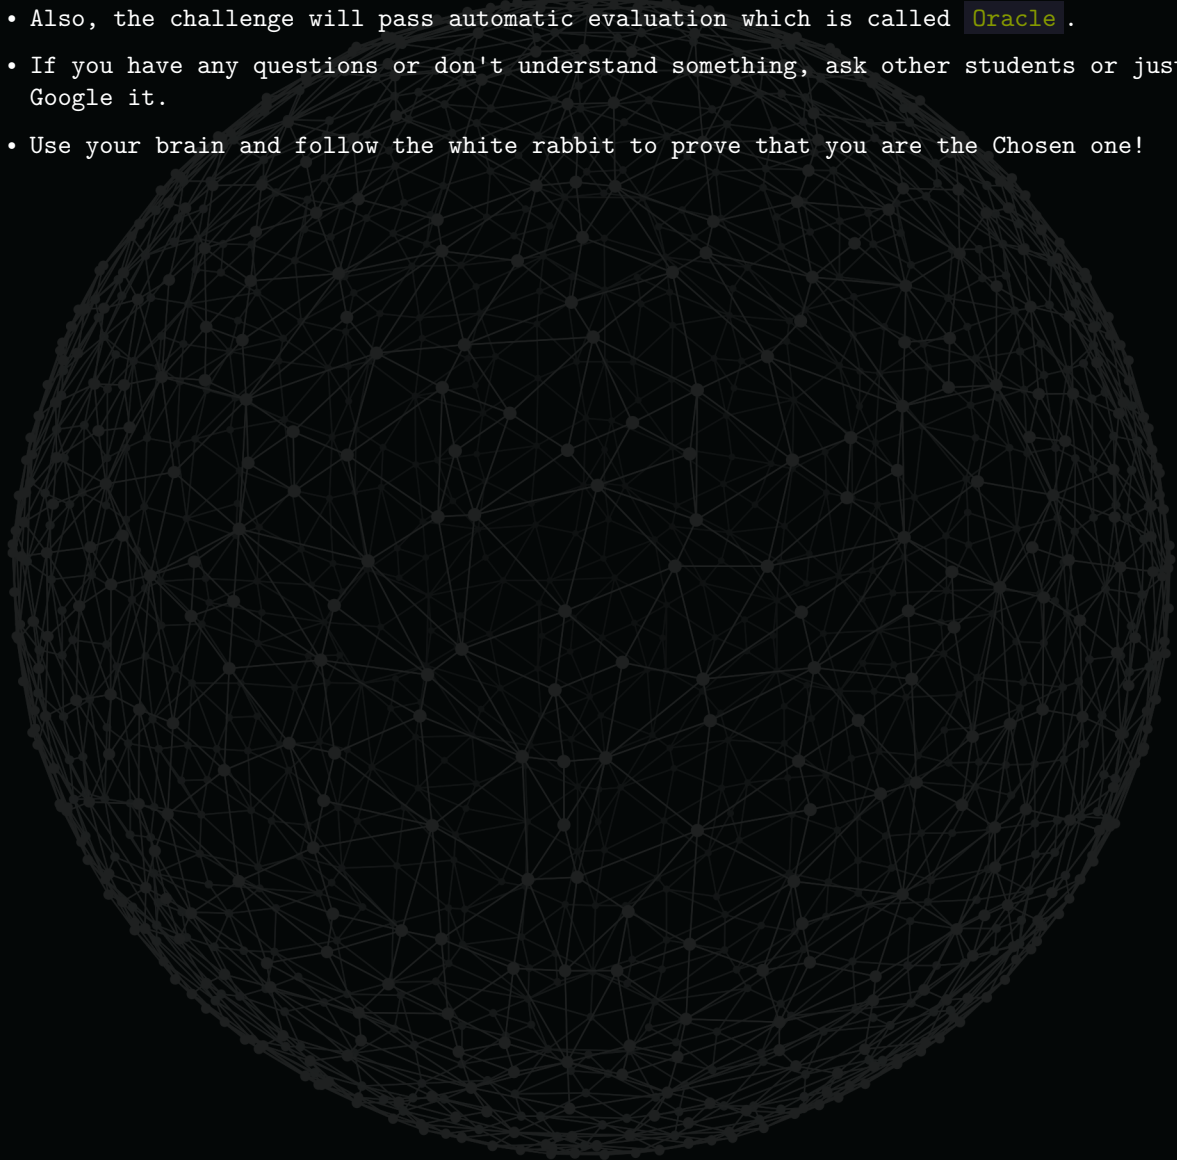 • Also, the challenge will pass automatic evaluation which is called Oracle.
• If you have any questions or don't understand something, ask other students or just
Google it.
• Use your brain and follow the white rabbit to prove that you are the Chosen one!